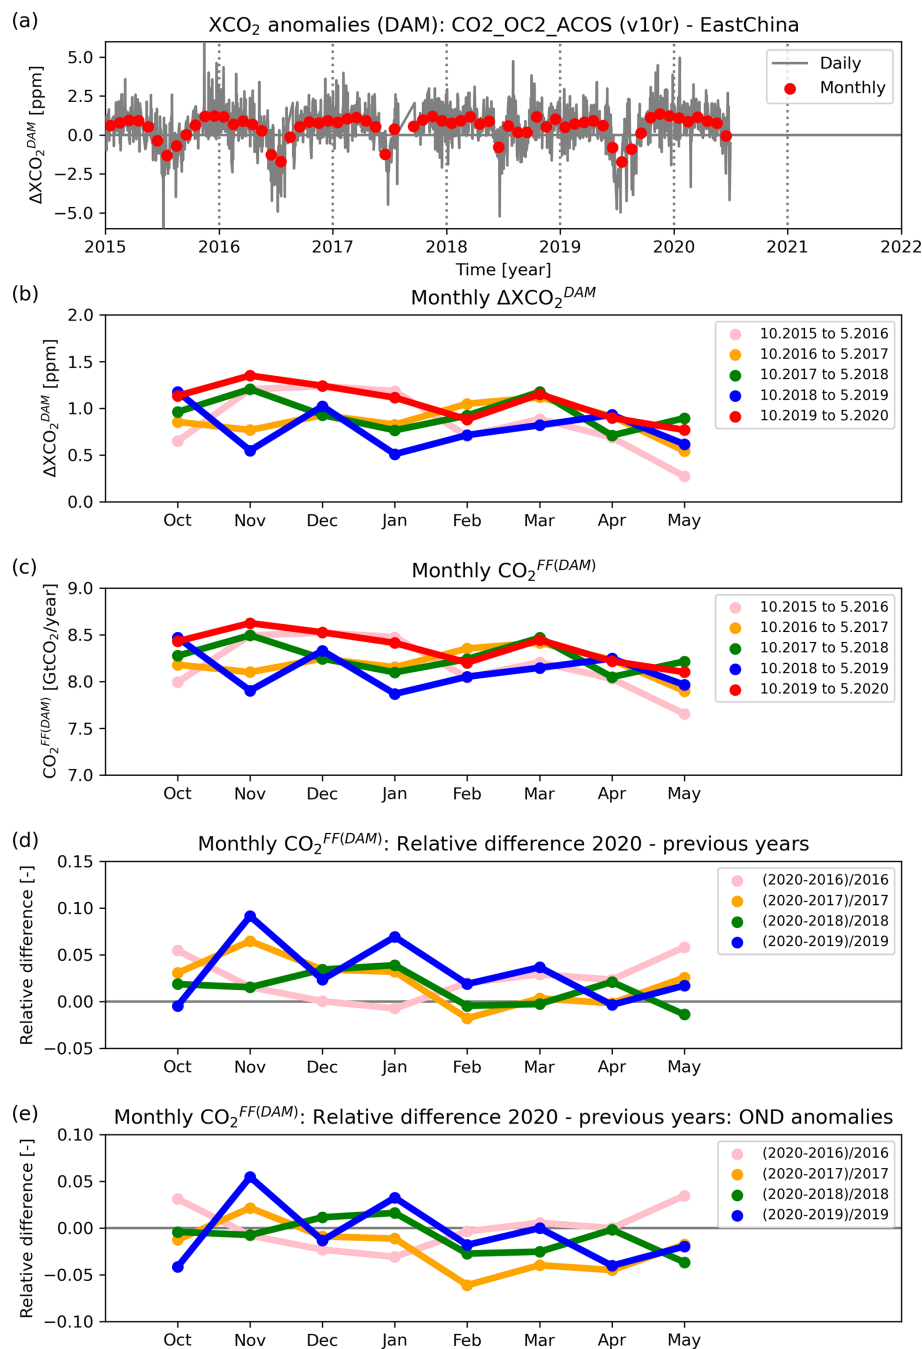 (a)
XCO₂ anomalies (DAM): CO2_OC2_ACOS (v10r) - EastChina
ΔXCO₂ᴰᴬᴹ [ppm]
5.0
2.5
0.0
−2.5
−5.0
Daily
Monthly
2015 2016 2017 2018 2019 2020 2021 2022
Time [year]
(b)
Monthly ΔXCO₂ᴰᴬᴹ
ΔXCO₂ᴰᴬᴹ [ppm]
2.0
1.5
1.0
0.5
0.0
10.2015 to 5.2016
10.2016 to 5.2017
10.2017 to 5.2018
10.2018 to 5.2019
10.2019 to 5.2020
Oct Nov Dec Jan Feb Mar Apr May
(c)
Monthly CO₂^FF(DAM)
CO₂^FF(DAM) [GtCO₂/year]
9.0
8.5
8.0
7.5
7.0
10.2015 to 5.2016
10.2016 to 5.2017
10.2017 to 5.2018
10.2018 to 5.2019
10.2019 to 5.2020
Oct Nov Dec Jan Feb Mar Apr May
(d)
Monthly CO₂^FF(DAM): Relative difference 2020 - previous years
Relative difference [-]
0.15
0.10
0.05
0.00
−0.05
(2020-2016)/2016
(2020-2017)/2017
(2020-2018)/2018
(2020-2019)/2019
Oct Nov Dec Jan Feb Mar Apr May
(e)
Monthly CO₂^FF(DAM): Relative difference 2020 - previous years: OND anomalies
Relative difference [-]
0.10
0.05
0.00
−0.05
−0.10
(2020-2016)/2016
(2020-2017)/2017
(2020-2018)/2018
(2020-2019)/2019
Oct Nov Dec Jan Feb Mar Apr May